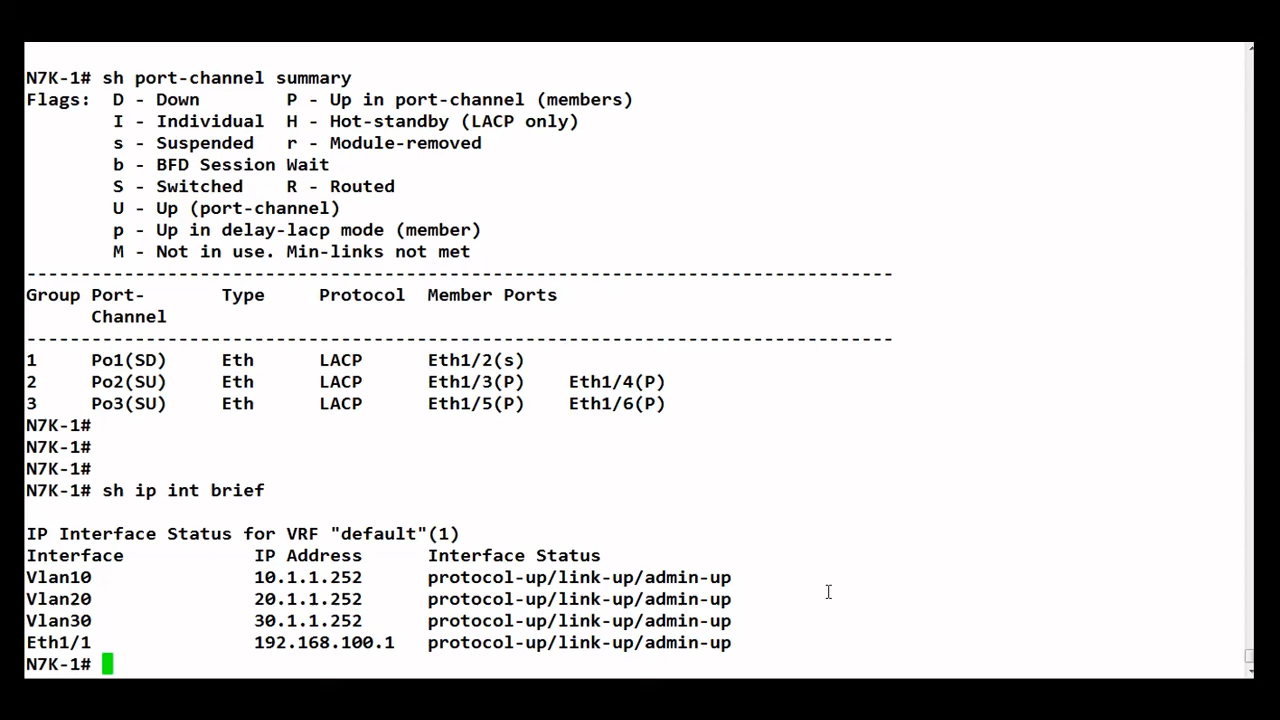 N7K-1# sh port-channel summary
Flags:  D - Down        P - Up in port-channel (members)
        I - Individual  H - Hot-standby (LACP only)
        s - Suspended   r - Module-removed
        b - BFD Session Wait
        S - Switched    R - Routed
        U - Up (port-channel)
        p - Up in delay-lacp mode (member)
        M - Not in use. Min-links not met
--------------------------------------------------------------------------------
Group Port-       Type     Protocol  Member Ports
      Channel
--------------------------------------------------------------------------------
1     Po1(SD)     Eth      LACP      Eth1/2(s)
2     Po2(SU)     Eth      LACP      Eth1/3(P)    Eth1/4(P)
3     Po3(SU)     Eth      LACP      Eth1/5(P)    Eth1/6(P)
N7K-1#
N7K-1#
N7K-1#
N7K-1# sh ip int brief
IP Interface Status for VRF "default"(1)
Interface            IP Address      Interface Status
Vlan10               10.1.1.252      protocol-up/link-up/admin-up
Vlan20               20.1.1.252      protocol-up/link-up/admin-up
Vlan30               30.1.1.252      protocol-up/link-up/admin-up
Eth1/1               192.168.100.1   protocol-up/link-up/admin-up
N7K-1#